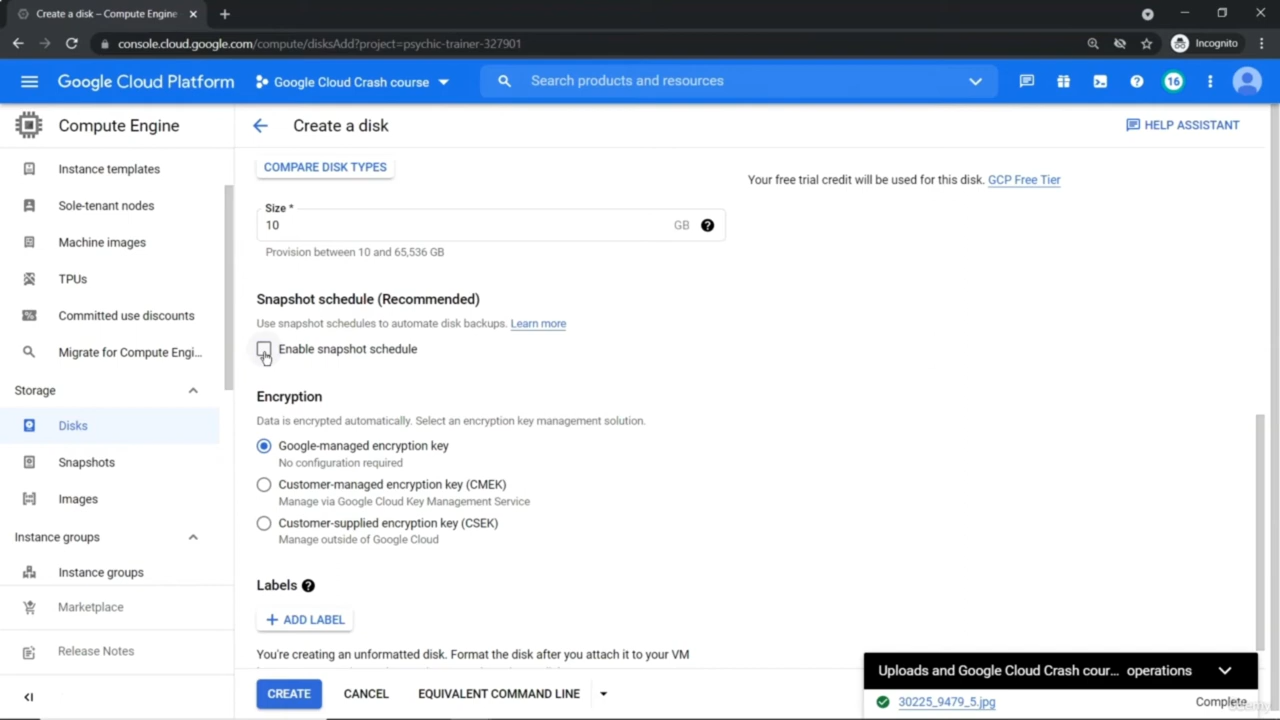 Create a disk – Compute Engine
console.cloud.google.com/compute/disksAdd?project=psychic-trainer-327901
Incognito
Google Cloud Platform
Google Cloud Crash course
Search products and resources
16
Compute Engine
Create a disk
HELP ASSISTANT
Instance templates
Sole-tenant nodes
Machine images
TPUs
Committed use discounts
Migrate for Compute Engi...
Storage
Disks
Snapshots
Images
Instance groups
Instance groups
Marketplace
Release Notes
COMPARE DISK TYPES
Your free trial credit will be used for this disk. GCP Free Tier
Size *
10
GB
Provision between 10 and 65,536 GB
Snapshot schedule (Recommended)
Use snapshot schedules to automate disk backups. Learn more
Enable snapshot schedule
Encryption
Data is encrypted automatically. Select an encryption key management solution.
Google-managed encryption key
No configuration required
Customer-managed encryption key (CMEK)
Manage via Google Cloud Key Management Service
Customer-supplied encryption key (CSEK)
Manage outside of Google Cloud
Labels
ADD LABEL
You're creating an unformatted disk. Format the disk after you attach it to your VM
CREATE
CANCEL
EQUIVALENT COMMAND LINE
Uploads and Google Cloud Crash cour... operations
30225_9479_5.jpg
Complete